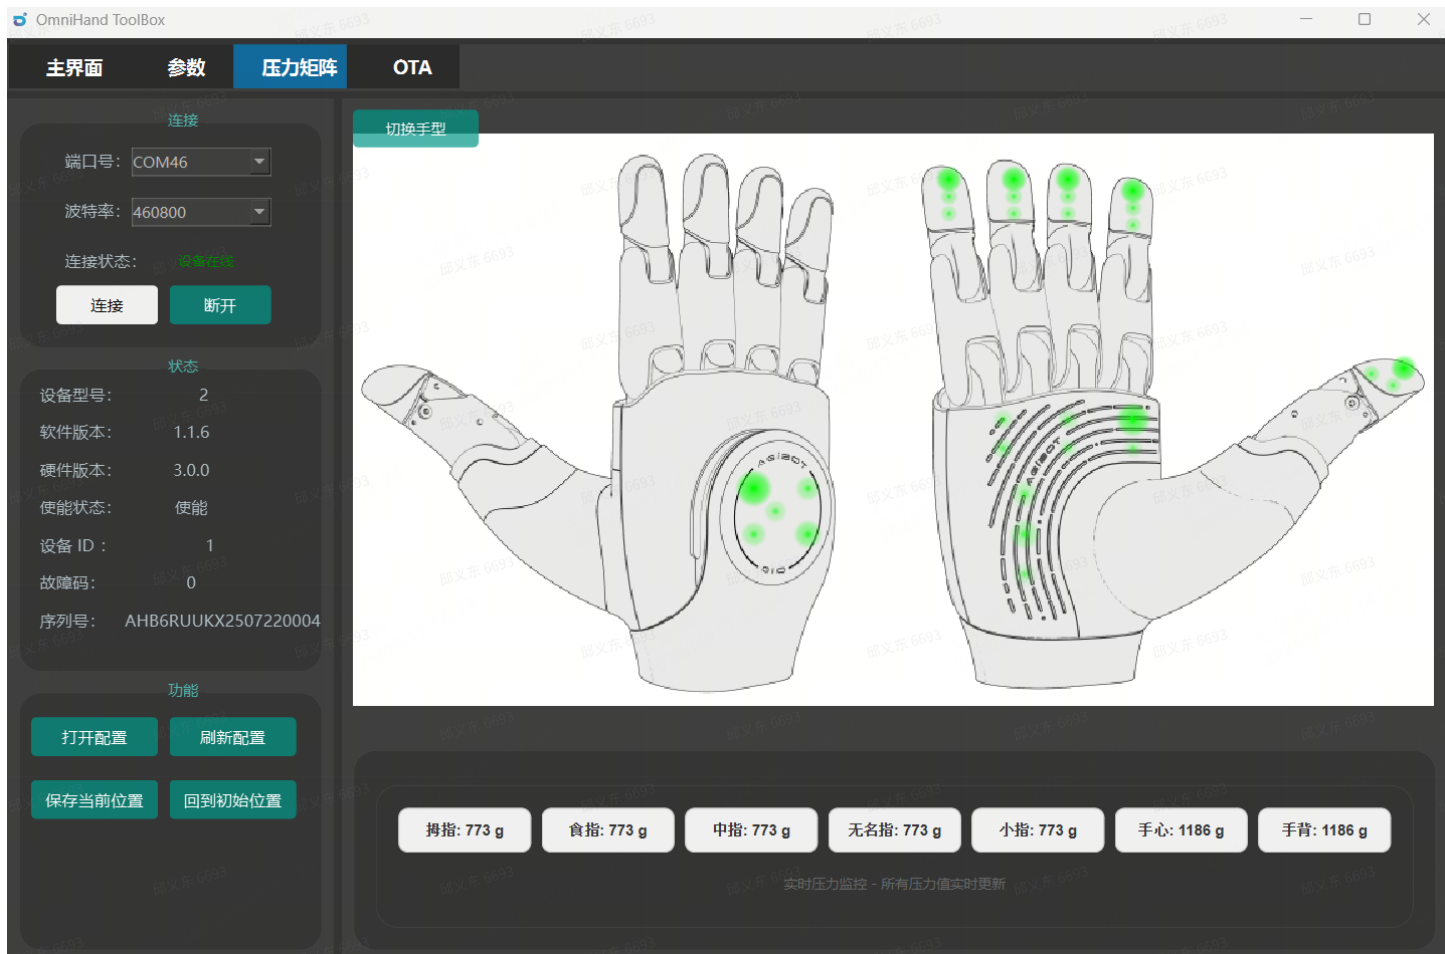 OmniHand ToolBox
主界面 参数 压力矩阵 OTA
连接
端口号: COM46
波特率: 460800
连接状态: 设备在线
连接 断开
状态
设备型号: 2
软件版本: 1.1.6
硬件版本: 3.0.0
使能状态: 使能
设备 ID : 1
故障码: 0
序列号: AHB6RUUKX2507220004
功能
打开配置 刷新配置
保存当前位置 回到初始位置
切换手型
AGIBOT
AGIBOT
拇指: 773 g 食指: 773 g 中指: 773 g 无名指: 773 g 小指: 773 g 手心: 1186 g 手背: 1186 g
实时压力监控 - 所有压力值实时更新
邱义东 6693